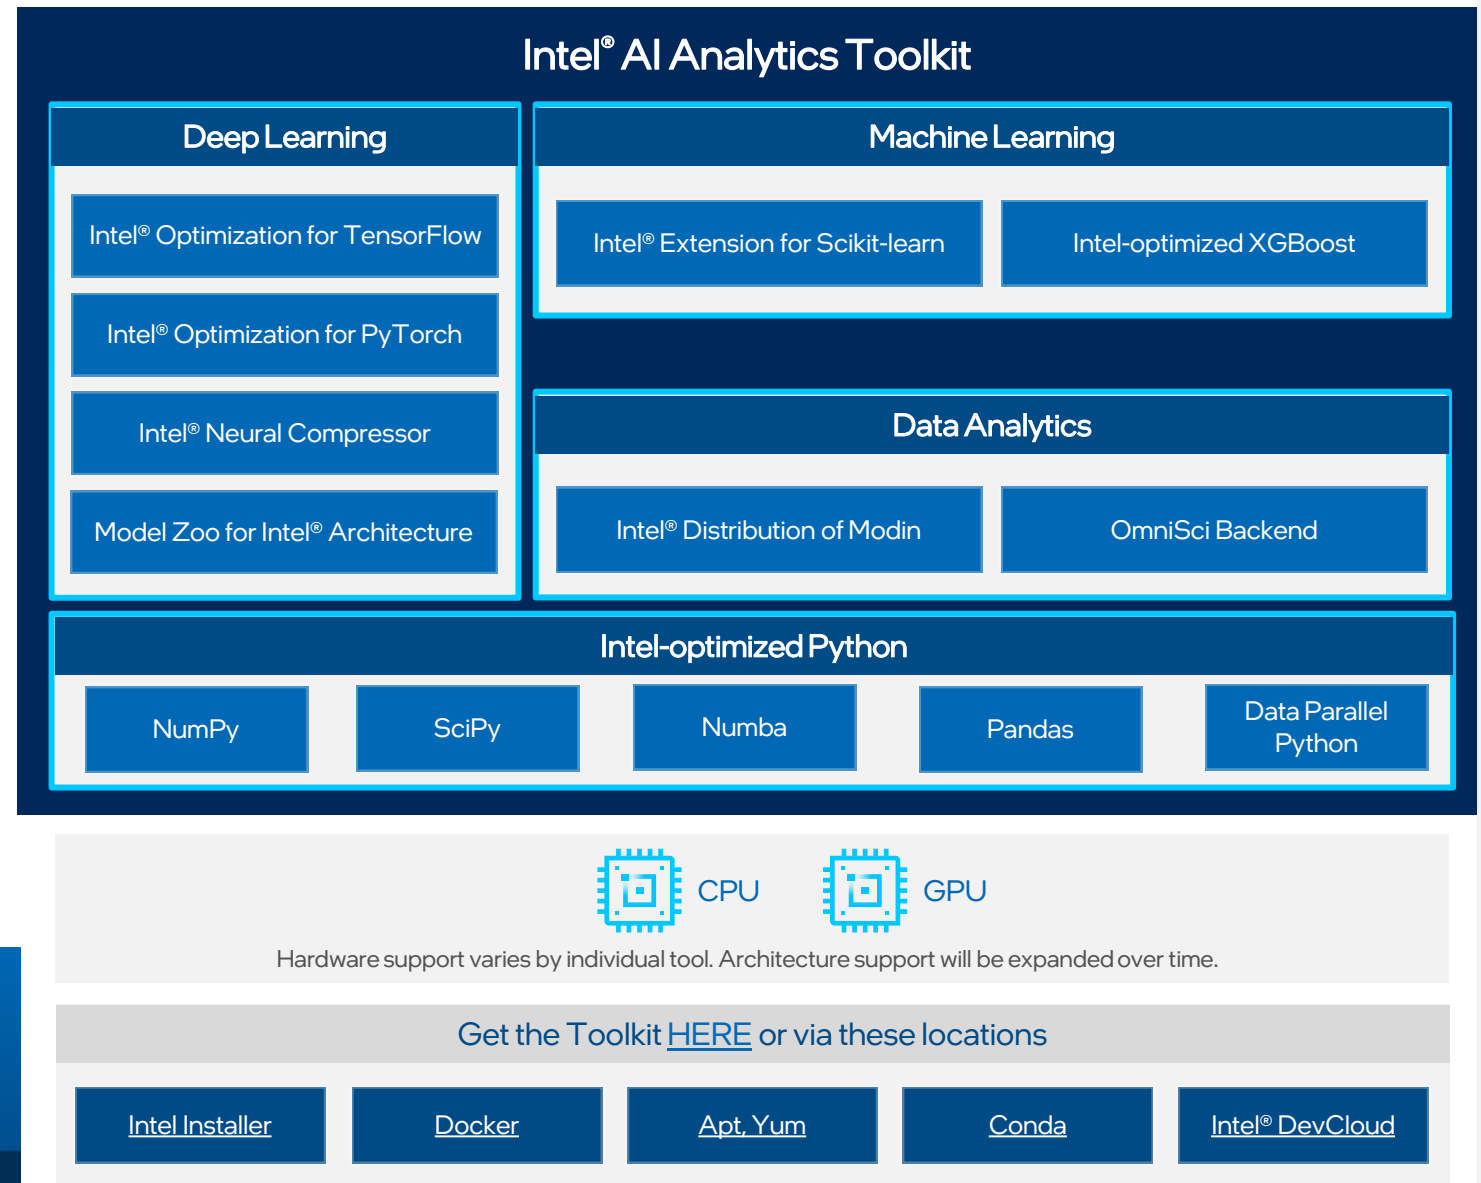 Intel® AI Analytics Toolkit
Deep Learning
Intel® Optimization for TensorFlow
Intel® Optimization for PyTorch
Intel® Neural Compressor
Model Zoo for Intel® Architecture
Machine Learning
Intel® Extension for Scikit-learn
Intel-optimized XGBoost
Data Analytics
Intel® Distribution of Modin
OmniSci Backend
Intel-optimized Python
NumPy
SciPy
Numba
Pandas
Data Parallel
Python
CPU
GPU
Hardware support varies by individual tool. Architecture support will be expanded over time.
Get the Toolkit HERE or via these locations
Intel Installer
Docker
Apt, Yum
Conda
Intel® DevCloud